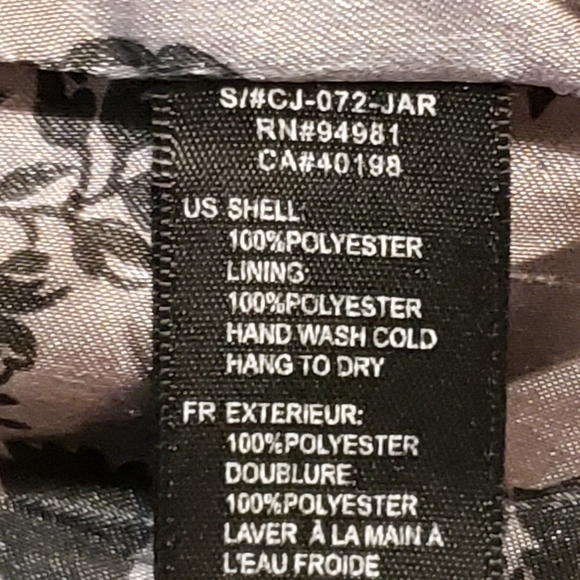 S/#CJ-072-JAR
RN#94981
CA#40198
US SHELL:
100%POLYESTER
LINING:
100%POLYESTER
HAND WASH COLD
HANG TO DRY
FR EXTERIEUR:
100%POLYESTER
DOUBLURE:
100%POLYESTER
LAVER À LA MAIN A
L'EAU FROIDE